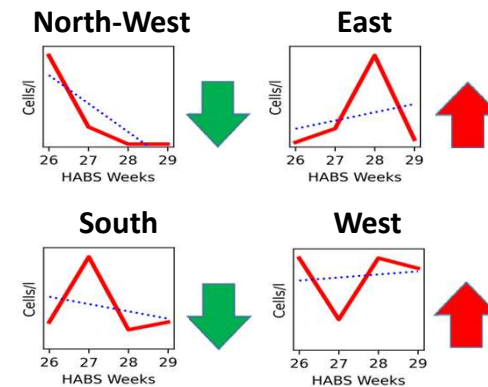 North-West
Cells/l
26 27 28 29
HABS Weeks
East
Cells/l
26 27 28 29
HABS Weeks
South
Cells/l
26 27 28 29
HABS Weeks
West
Cells/l
26 27 28 29
HABS Weeks